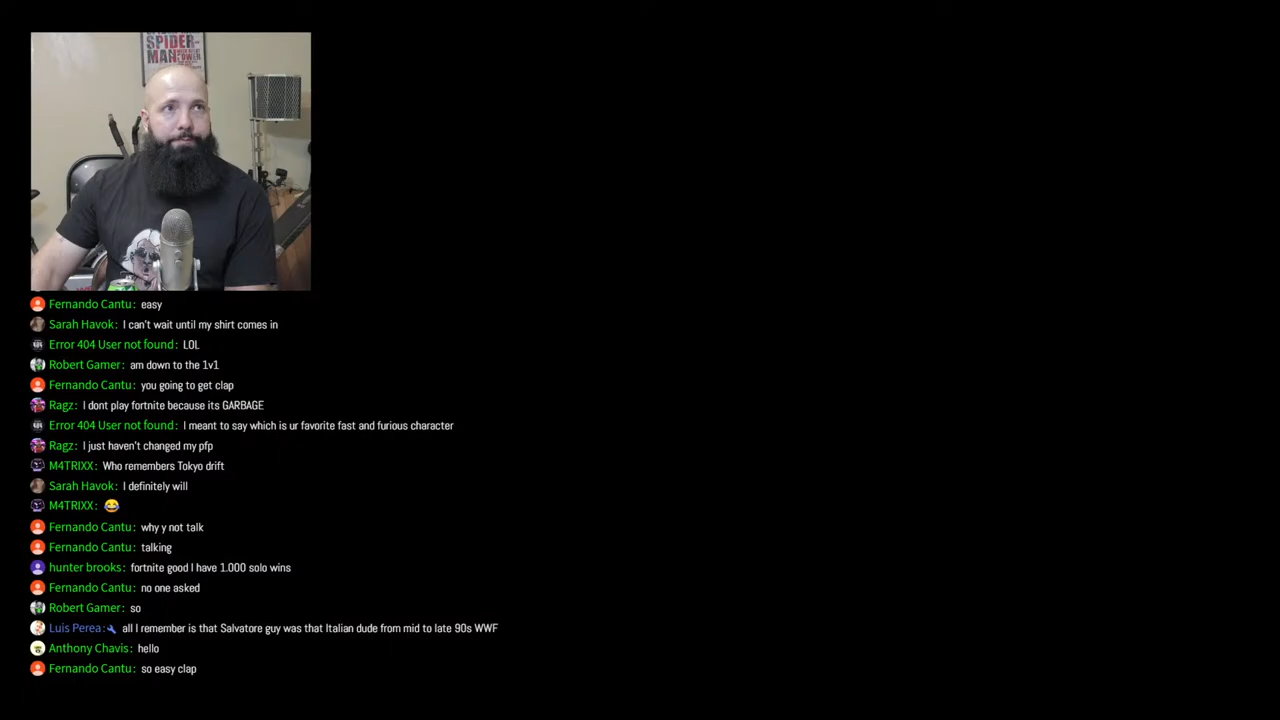 SPIDER-
MAN
POWER
Fernando Cantu: easy
Sarah Havok: I can't wait until my shirt comes in
Error 404 User not found: LOL
Robert Gamer: am down to the 1v1
Fernando Cantu: you going to get clap
Ragz: I dont play fortnite because its GARBAGE
Error 404 User not found: I meant to say which is ur favorite fast and furious character
Ragz: I just haven't changed my pfp
M4TRIXX: Who remembers Tokyo drift
Sarah Havok: I definitely will
M4TRIXX: 😂
Fernando Cantu: why y not talk
Fernando Cantu: talking
hunter brooks: fortnite good I have 1.000 solo wins
Fernando Cantu: no one asked
Robert Gamer: so
Luis Perea: all I remember is that Salvatore guy was that Italian dude from mid to late 90s WWF
Anthony Chavis: hello
Fernando Cantu: so easy clap